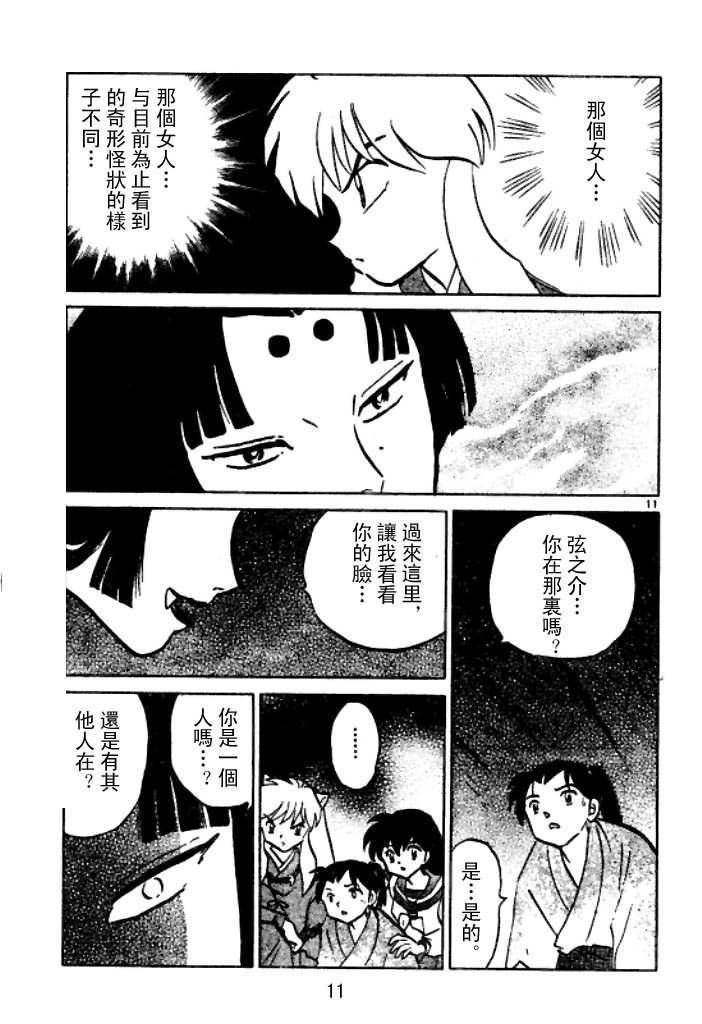 那個女人…
那個女人…
与目前為止看到
的奇形怪狀的樣
子不同…
11
弦之介…
你在那裏嗎？
是…是的。
過來這里，
讓我看看
你的臉…
……
你是一個
人嗎…？
還是有其
他人在？
11